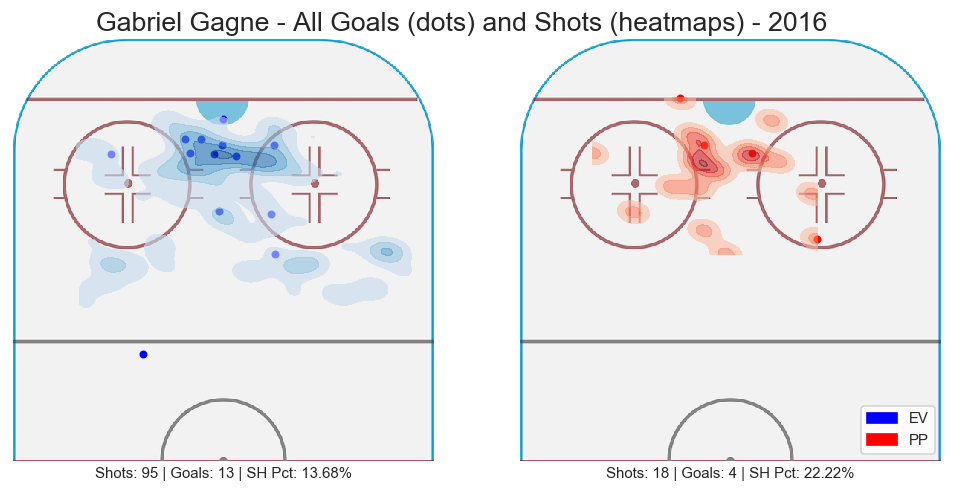 Gabriel Gagne - All Goals (dots) and Shots (heatmaps) - 2016
EV
PP
Shots: 95 | Goals: 13 | SH Pct: 13.68%
Shots: 18 | Goals: 4 | SH Pct: 22.22%